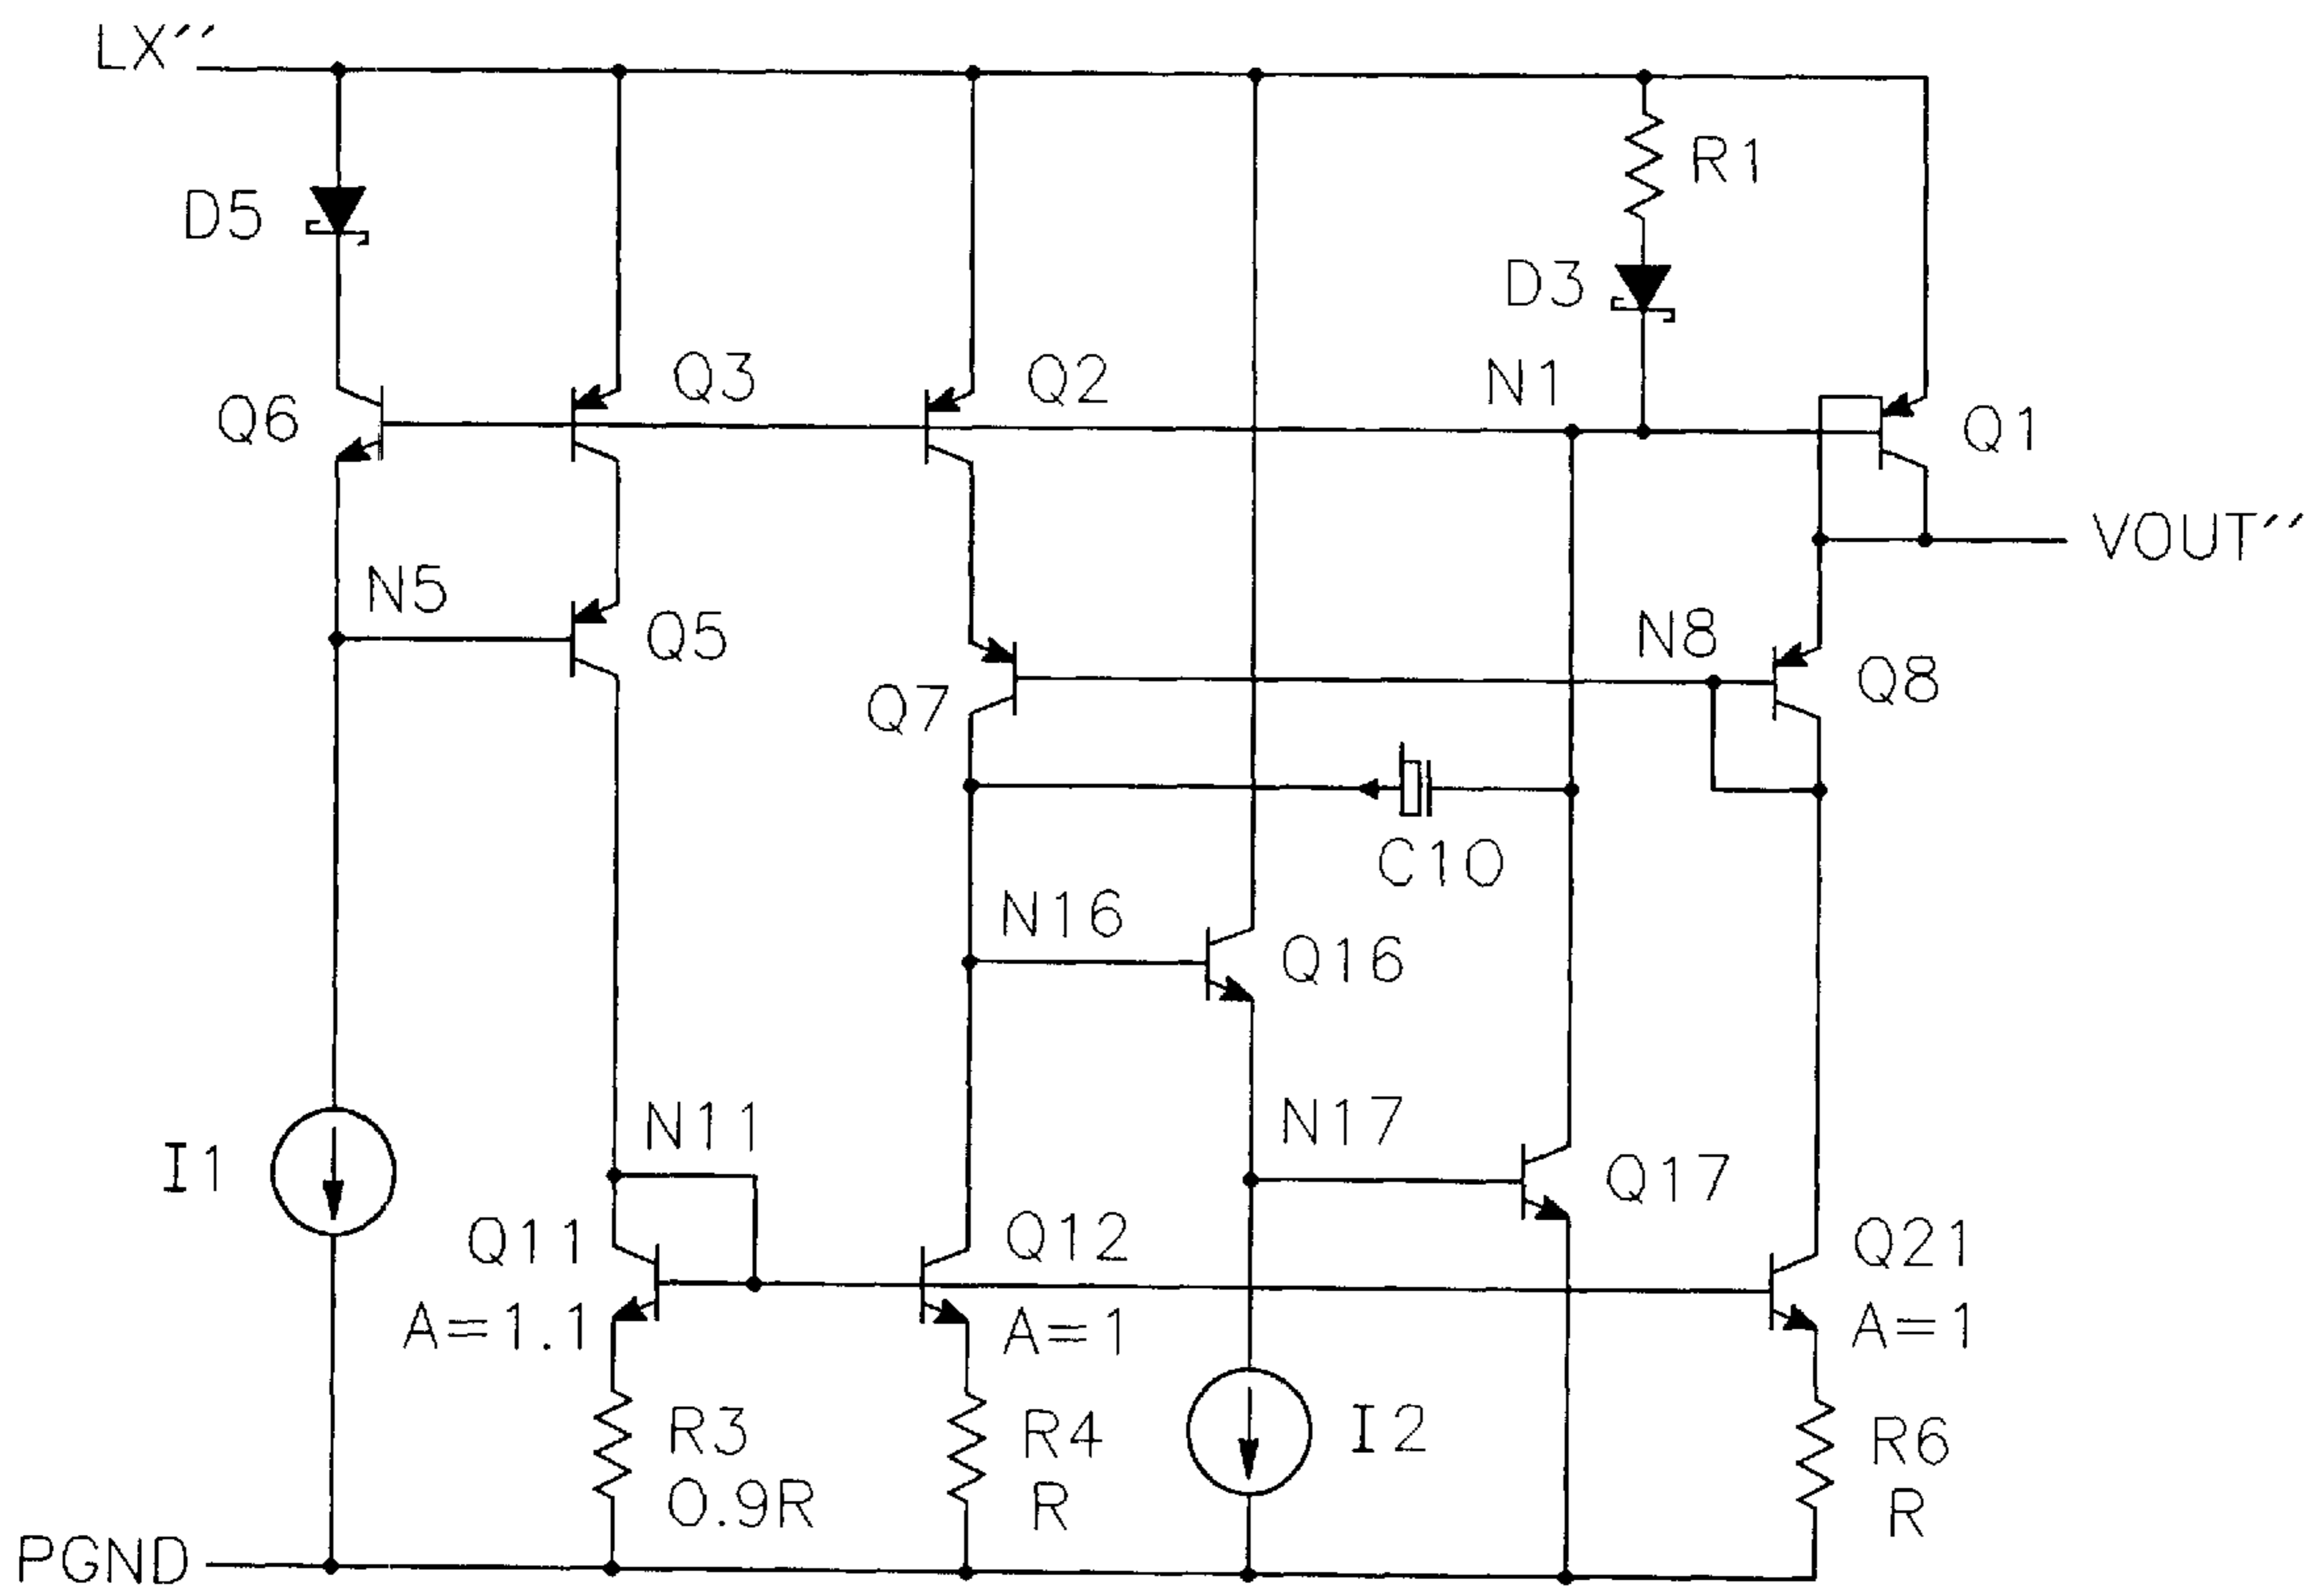 LX″
R1
D5
D3
Q3
Q2
N1
Q6
Q1
VOUT″
N5
N8
Q5
Q8
Q7
C10
N16
Q16
N11
N17
I1
Q17
Q11
Q12
Q21
A=1.1
A=1
A=1
R3
0.9R
R4
R
I2
R6
R
PGND